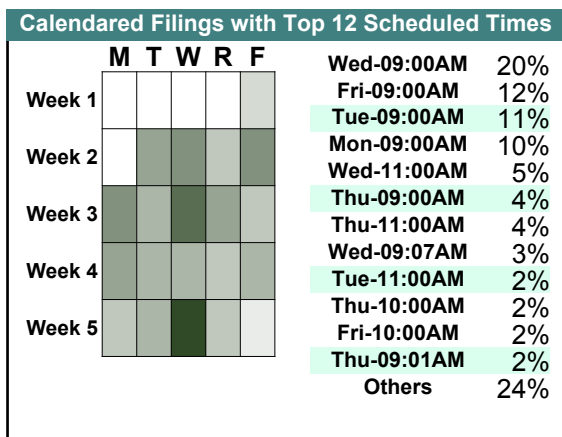 Calendared Filings with Top 12 Scheduled Times
M T W R F
Week 1
Week 2
Week 3
Week 4
Week 5
Wed-09:00AM 20%
Fri-09:00AM 12%
Tue-09:00AM 11%
Mon-09:00AM 10%
Wed-11:00AM 5%
Thu-09:00AM 4%
Thu-11:00AM 4%
Wed-09:07AM 3%
Tue-11:00AM 2%
Thu-10:00AM 2%
Fri-10:00AM 2%
Thu-09:01AM 2%
Others 24%